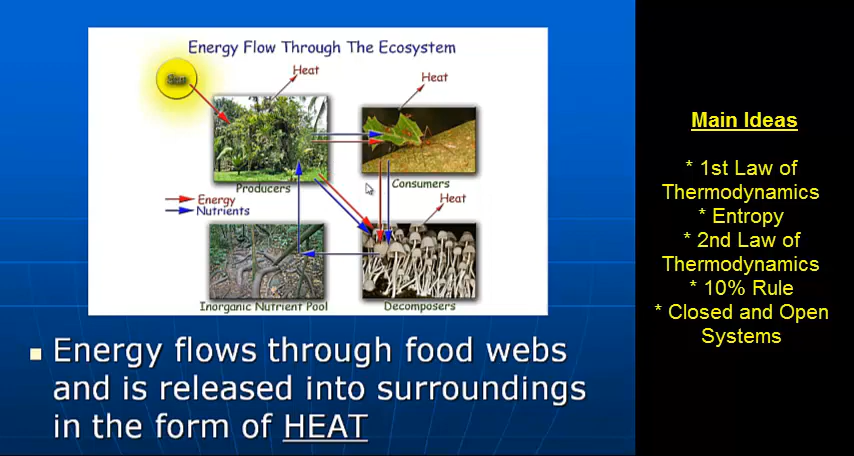 Energy Flow Through The Ecosystem
Sun
Heat
Heat
Producers
Consumers
Energy
Nutrients
Heat
Inorganic Nutrient Pool
Decomposers
Energy flows through food webs
and is released into surroundings
in the form of HEAT
Main Ideas
* 1st Law of
Thermodynamics
* Entropy
* 2nd Law of
Thermodynamics
* 10% Rule
* Closed and Open
Systems